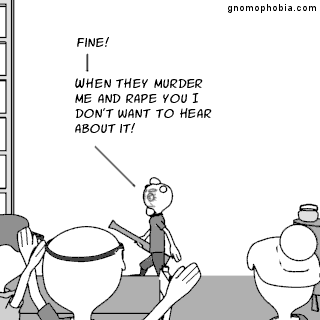 gnomophobia.com
FINE!
WHEN THEY MURDER
ME AND RAPE YOU I
DON'T WANT TO HEAR
ABOUT IT!